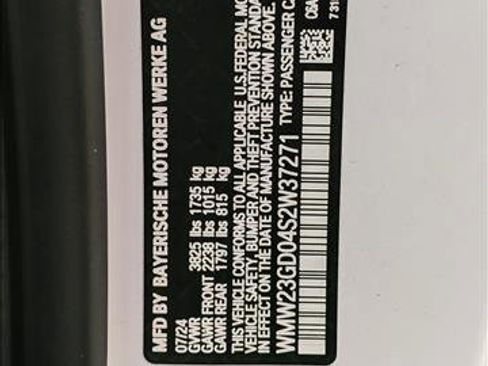 MFD BY BAYERISCHE MOTOREN WERKE AG
07/24
GVWR 3825 lbs 1735 kg
GAWR FRONT 2238 lbs 1015 kg
GAWR REAR 1797 lbs 815 kg
THIS VEHICLE CONFORMS TO ALL APPLICABLE U.S. FEDERAL MO
VEHICLE SAFETY, BUMPER AND THEFT PREVENTION STANDA
IN EFFECT ON THE DATE OF MANUFACTURE SHOWN ABOVE.
WMW23GD04S2W37271 TYPE: PASSENGER CA